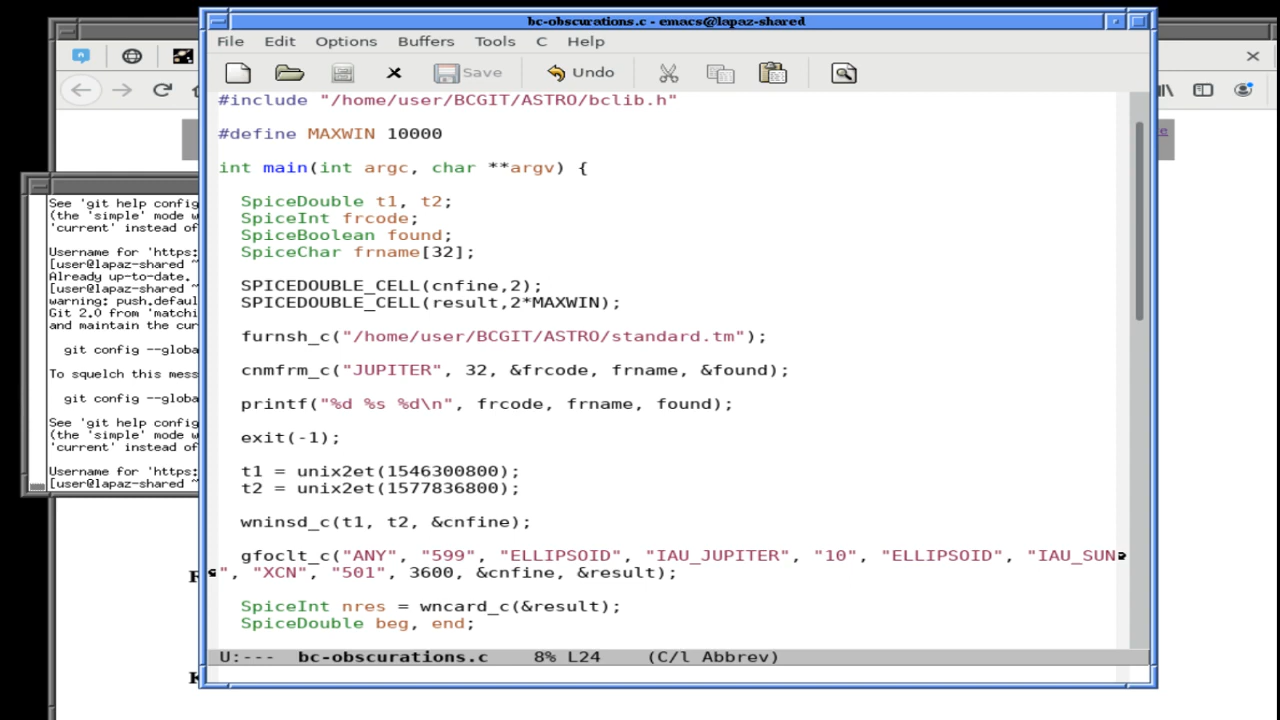 bc-obscurations.c - emacs@lapaz-shared
File Edit Options Buffers Tools C Help
Save Undo
#include "/home/user/BCGIT/ASTRO/bclib.h"
#define MAXWIN 10000
int main(int argc, char **argv) {
SpiceDouble t1, t2;
SpiceInt frcode;
SpiceBoolean found;
SpiceChar frname[32];
SPICEDOUBLE_CELL(cnfine,2);
SPICEDOUBLE_CELL(result,2*MAXWIN);
furnsh_c("/home/user/BCGIT/ASTRO/standard.tm");
cnmfrm_c("JUPITER", 32, &frcode, frname, &found);
printf("%d %s %d\n", frcode, frname, found);
exit(-1);
t1 = unix2et(1546300800);
t2 = unix2et(1577836800);
wninsd_c(t1, t2, &cnfine);
gfoclt_c("ANY", "599", "ELLIPSOID", "IAU_JUPITER", "10", "ELLIPSOID", "IAU_SUN
", "XCN", "501", 3600, &cnfine, &result);
SpiceInt nres = wncard_c(&result);
SpiceDouble beg, end;
U:--- bc-obscurations.c 8% L24 (C/l Abbrev)
See 'git help config
(the 'simple' mode w
'current' instead of
Username for 'https:
[user@lapaz-shared ~
Already up-to-date.
[user@lapaz-shared ~
warning: push.defaul
Git 2.0 from 'matchi
and maintain the cur
git config --globa
To squelch this mess
git config --globa
See 'git help config
(the 'simple' mode w
'current' instead of
Username for 'https:
[user@lapaz-shared ~